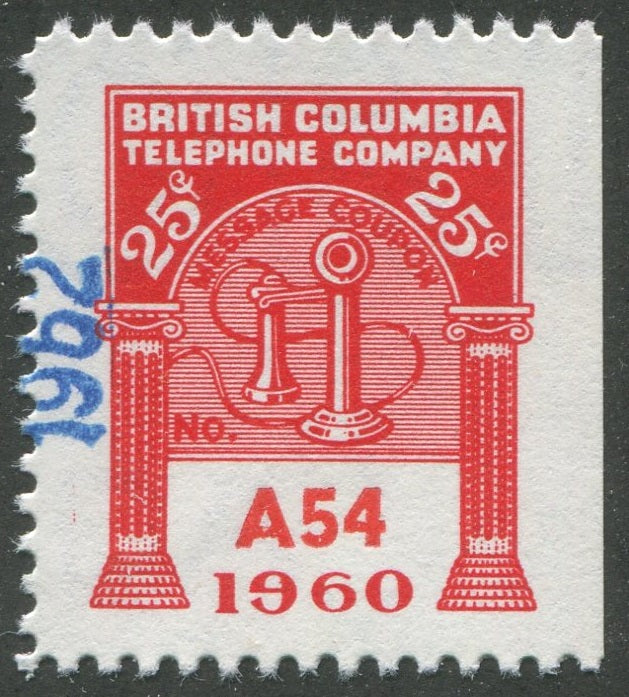 BRITISH COLUMBIA
TELEPHONE COMPANY
25¢ 25¢
MESSAGE COUPON
No.
A54
1960
1962